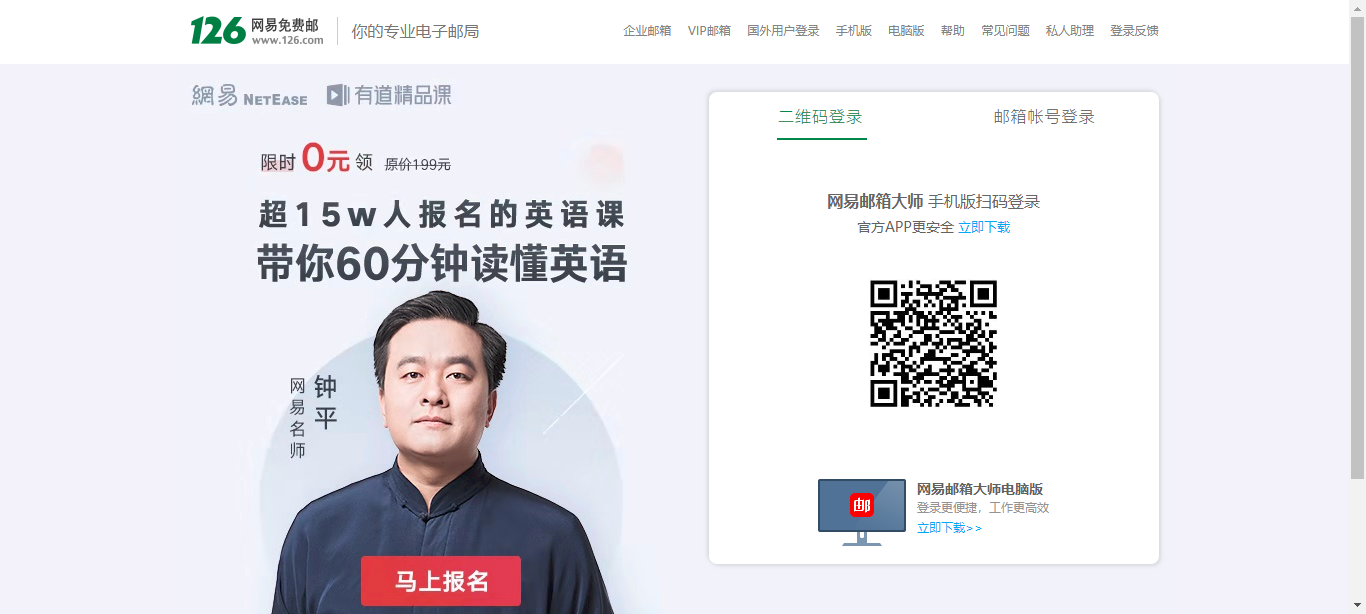 126 网易免费邮 www.126.com 你的专业电子邮局
企业邮箱 VIP邮箱 国外用户登录 手机版 电脑版 帮助 常见问题 私人助理 登录反馈
網易 NETEASE 有道精品课
限时0元领 原价199元
超15w人报名的英语课
带你60分钟读懂英语
网易名师
钟平
马上报名
二维码登录 邮箱帐号登录
网易邮箱大师 手机版扫码登录
官方APP更安全 立即下载
邮
网易邮箱大师电脑版
登录更便捷，工作更高效
立即下载>>